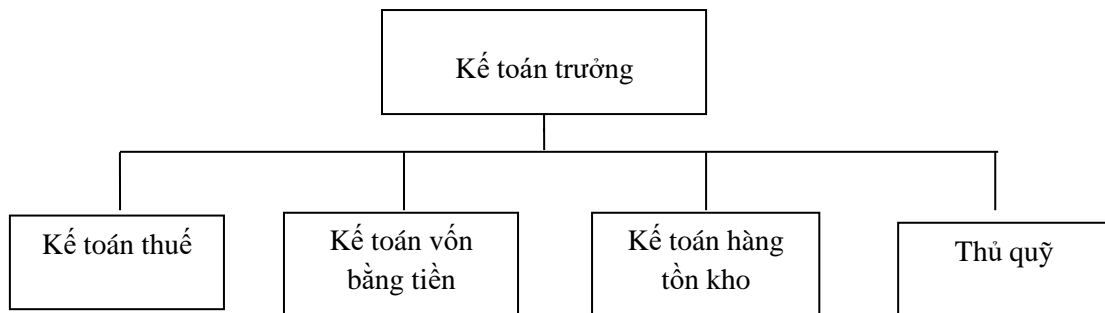 Kế toán trưởng
Kế toán thuế
Kế toán vốn
bằng tiền
Kế toán hàng
tồn kho
Thủ quỹ